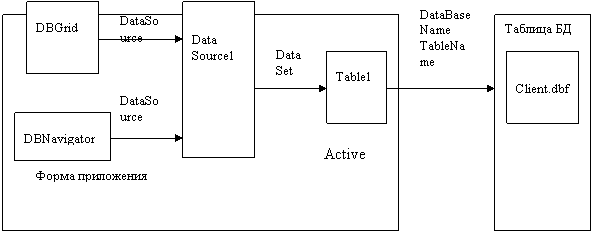 DBGrid
DataSo
urce
Data
Source1
Data
Set
Table1
DataBase
Name
TableNa
me
Таблица БД
Client.dbf
DataSo
urce
DBNavigator
Active
Форма приложения